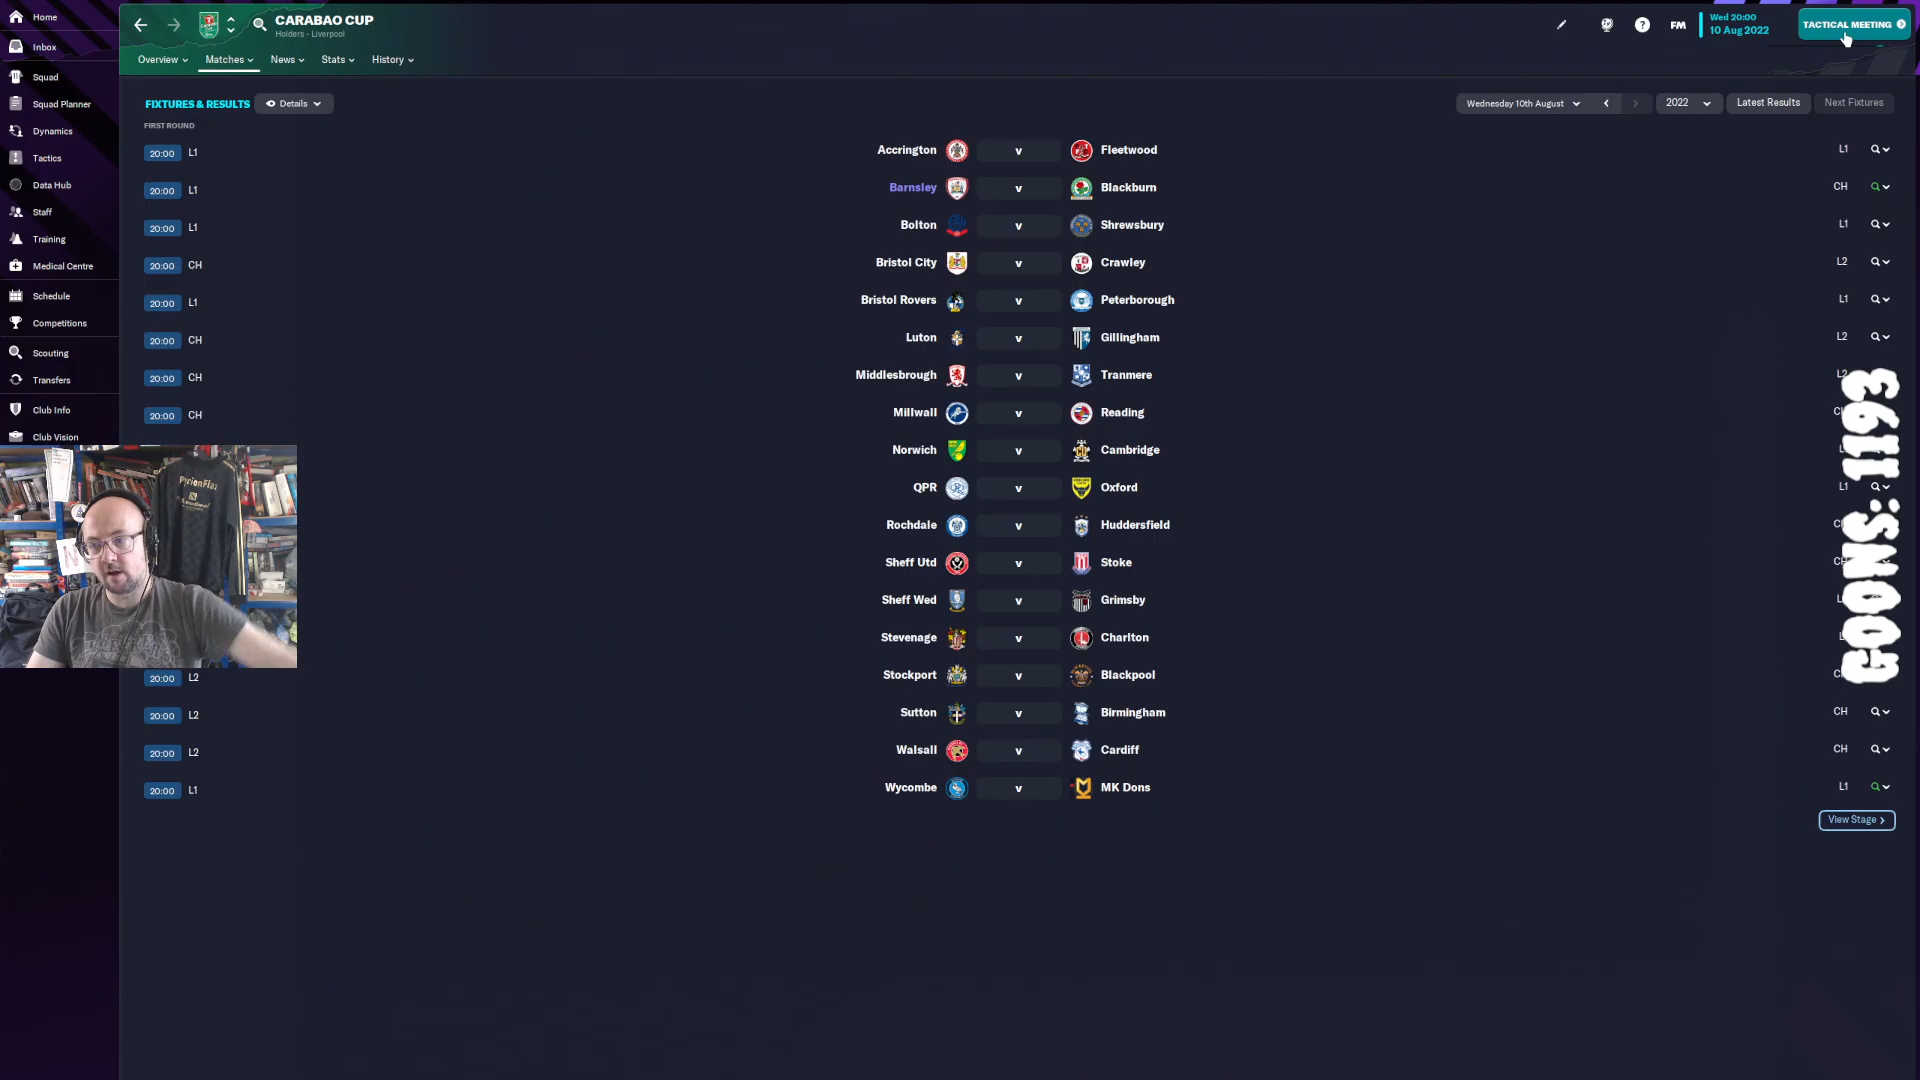 Home
Inbox
Squad
Squad Planner
Dynamics
Tactics
Data Hub
Staff
Training
Medical Centre
Schedule
Competitions
Scouting
Transfers
Club Info
Club Vision
CARABAO CUP
Holders - Liverpool
FM
Wed 20:00
10 Aug 2022
TACTICAL MEETING
Overview
Matches
News
Stats
History
FIXTURES & RESULTS
Details
Wednesday 10th August
2022
Latest Results
Next Fixtures
FIRST ROUND
20:00 L1 Accrington v Fleetwood L1
20:00 L1 Barnsley v Blackburn CH
20:00 L1 Bolton v Shrewsbury L1
20:00 CH Bristol City v Crawley L2
20:00 L1 Bristol Rovers v Peterborough L1
20:00 CH Luton v Gillingham L2
20:00 CH Middlesbrough v Tranmere L2
20:00 CH Millwall v Reading
Norwich v Cambridge
QPR v Oxford L1
Rochdale v Huddersfield
Sheff Utd v Stoke
Sheff Wed v Grimsby
Stevenage v Charlton
20:00 L2 Stockport v Blackpool
20:00 L2 Sutton v Birmingham CH
20:00 L2 Walsall v Cardiff CH
20:00 L1 Wycombe v MK Dons L1
View Stage
GOONS: 1193